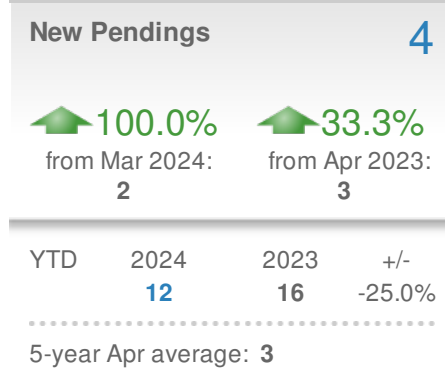 New Pendings 4
100.0% 33.3%
from Mar 2024: from Apr 2023:
2 3
YTD 2024 2023 +/-
12 16 -25.0%
5-year Apr average: 3